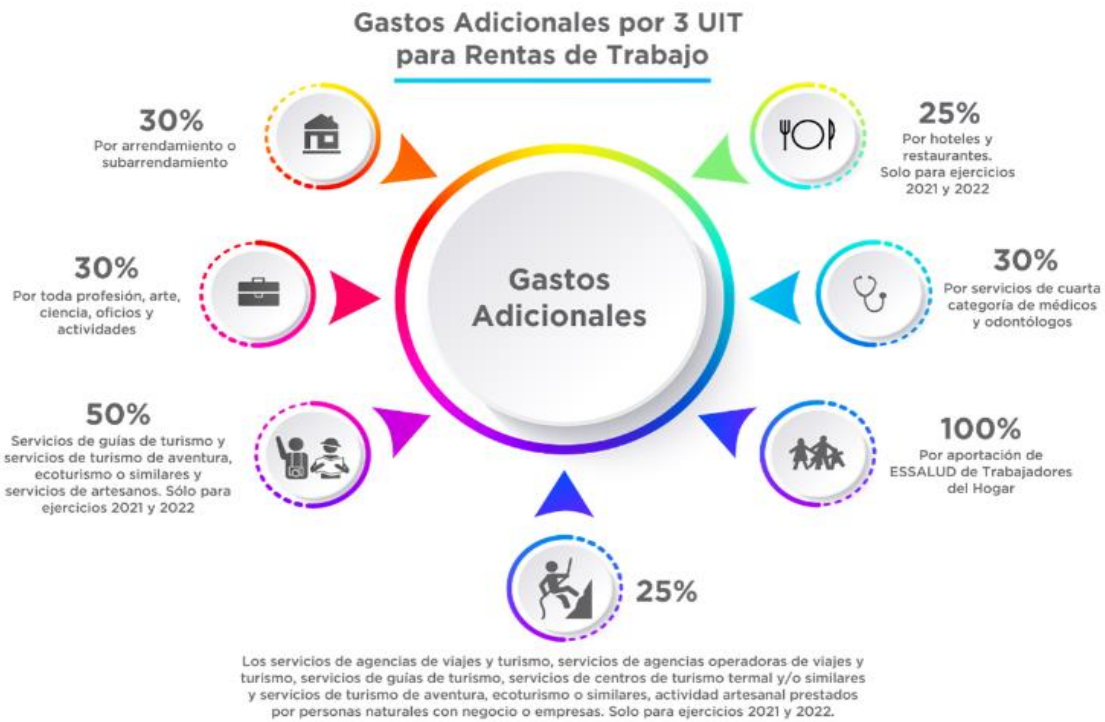 Gastos Adicionales por 3 UIT
para Rentas de Trabajo
30%
Por arrendamiento o
subarrendamiento
25%
Por hoteles y
restaurantes.
Solo para ejercicios
2021 y 2022
30%
Por toda profesión, arte,
ciencia, oficios y
actividades
Gastos
Adicionales
30%
Por servicios de cuarta
categoría de médicos
y odontólogos
50%
Servicios de guías de turismo y
servicios de turismo de aventura,
ecoturismo o similares y
servicios de artesanos. Sólo para
ejercicios 2021 y 2022
100%
Por aportación de
ESSALUD de Trabajadores
del Hogar
25%
Los servicios de agencias de viajes y turismo, servicios de agencias operadoras de viajes y
turismo, servicios de guías de turismo, servicios de centros de turismo termal y/o similares
y servicios de turismo de aventura, ecoturismo o similares, actividad artesanal prestados
por personas naturales con negocio o empresas. Solo para ejercicios 2021 y 2022.